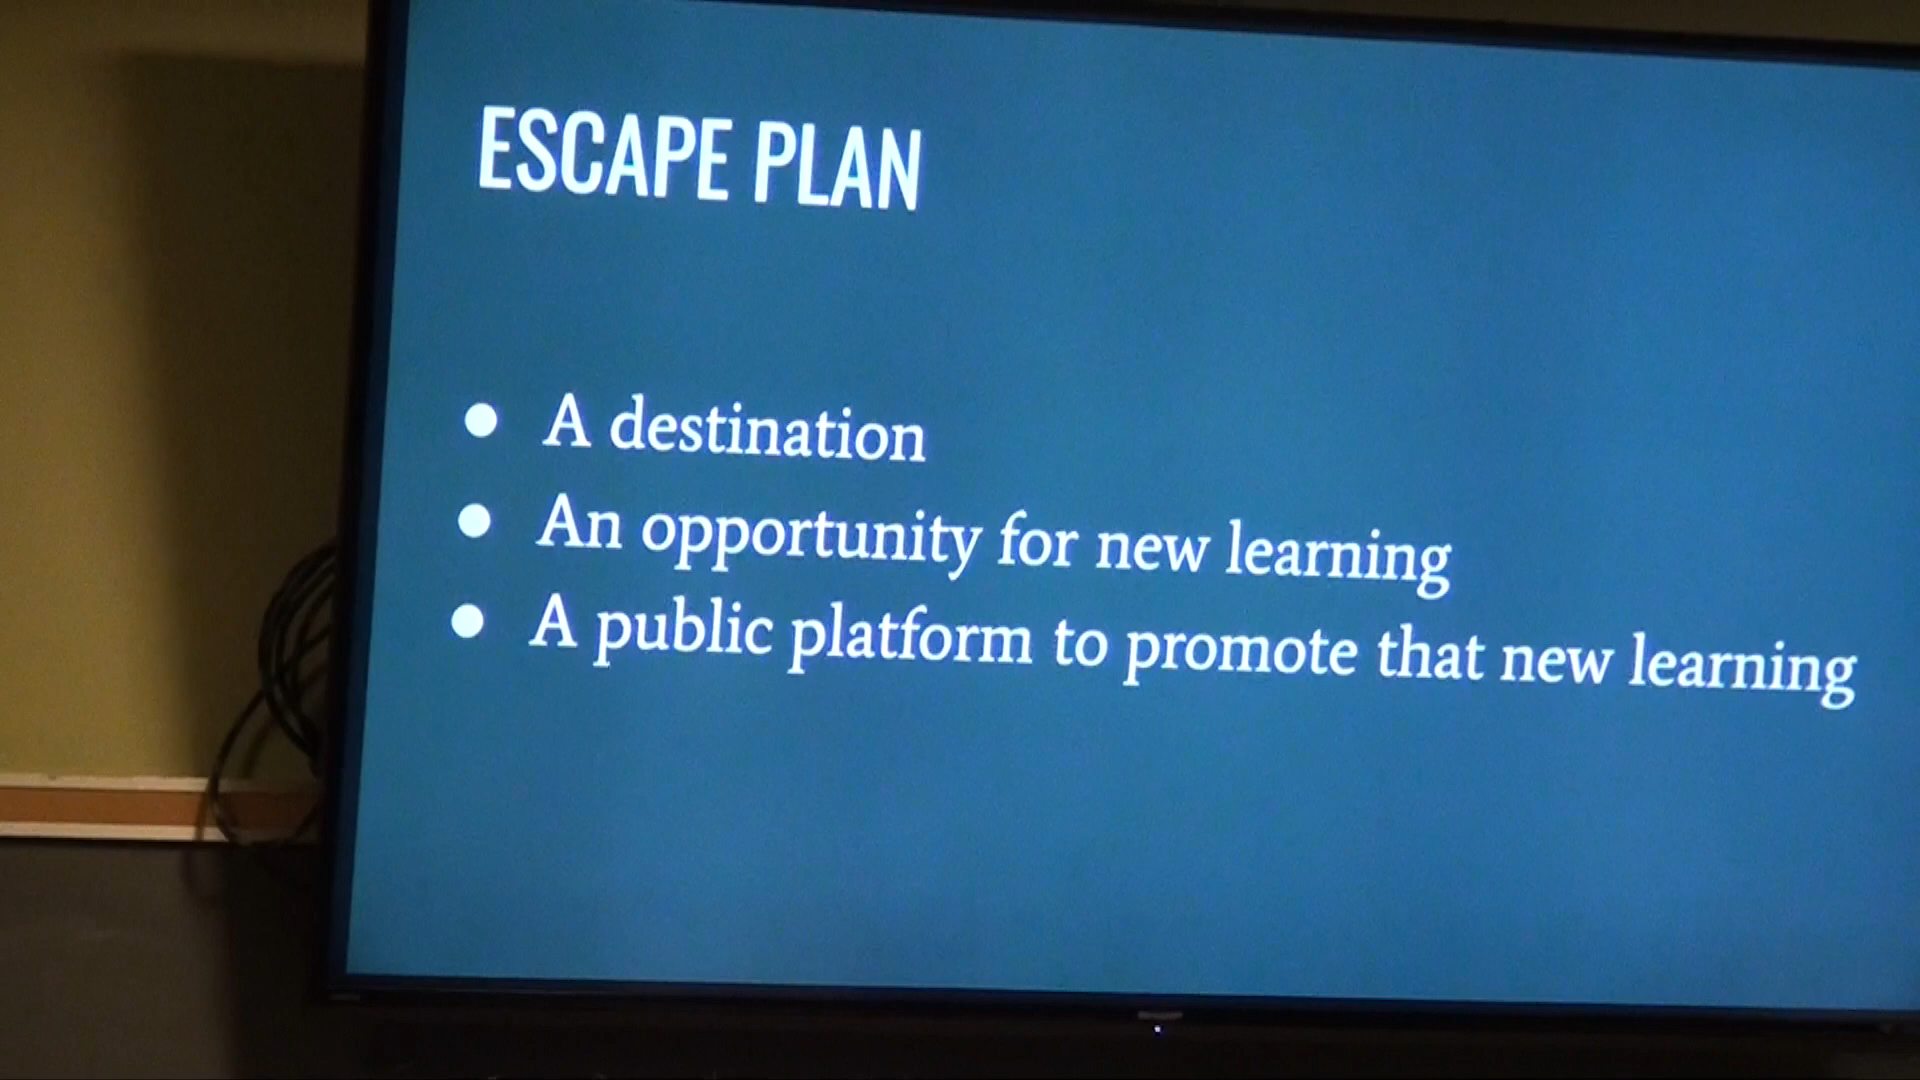 ESCAPE PLAN
● A destination
● An opportunity for new learning
● A public platform to promote that new learning